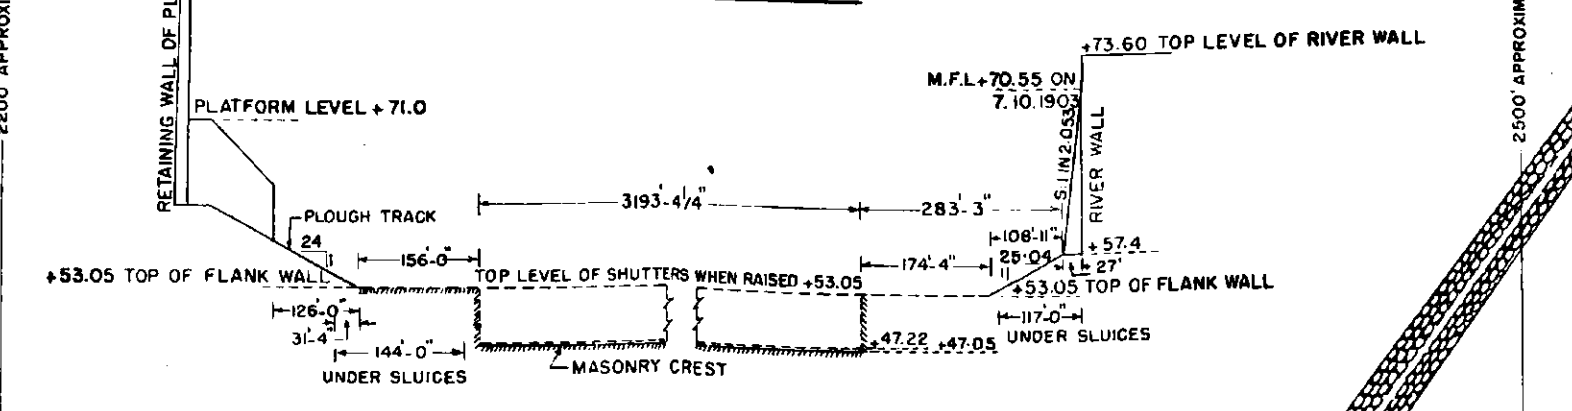 2200' APPROXI
RETAINING WALL OF PL
PLATFORM LEVEL + 71.0
+73.60 TOP LEVEL OF RIVER WALL
M.F.L+70.55 ON
7.10.1903
S:1 IN 2.053
RIVER WALL
2500' APPROXIM
3193'-4¼"
283'-3"
PLOUGH TRACK
24
1
156'-0"
108'-11"
25.04
1
+57.4
27'
174'-4"
+53.05 TOP OF FLANK WALL
TOP LEVEL OF SHUTTERS WHEN RAISED +53.05
+53.05 TOP OF FLANK WALL
126'-0"
31'-4"
144'-0"
UNDER SLUICES
117'-0"
UNDER SLUICES
+47.22 +47.05
MASONRY CREST